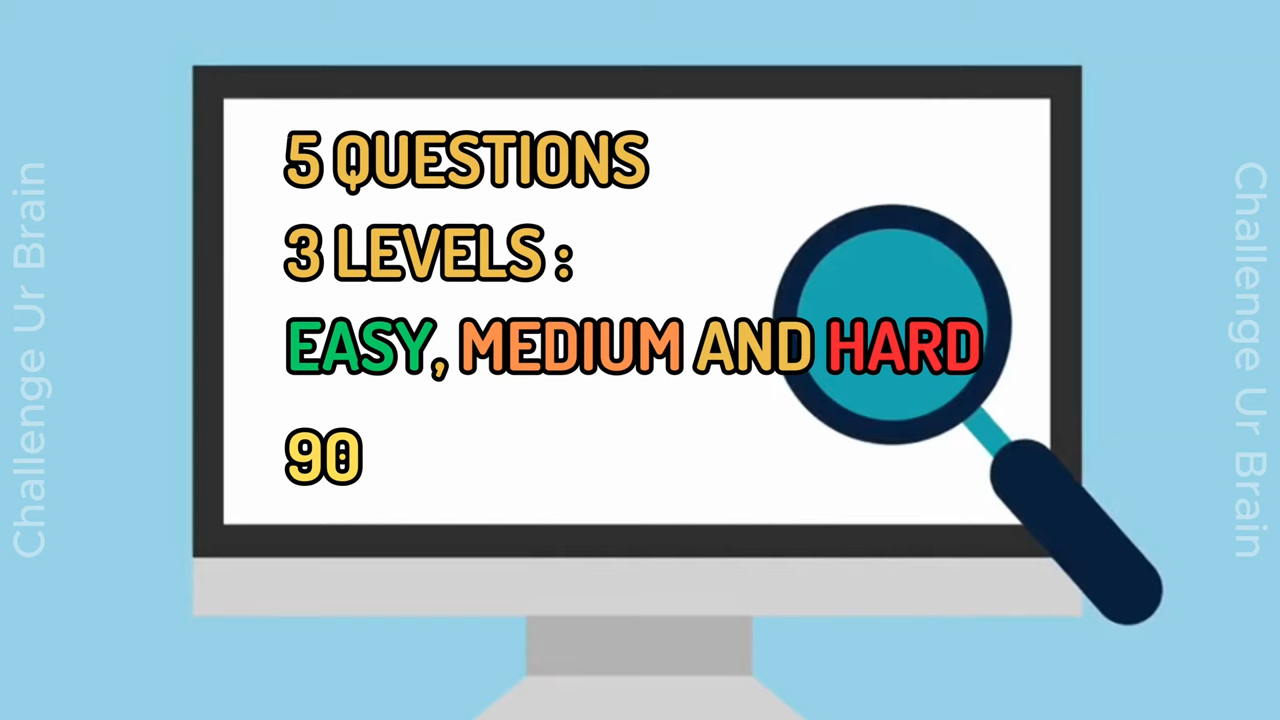 5 QUESTIONS
3 LEVELS :
EASY, MEDIUM AND HARD
90
Challenge Ur Brain
Challenge Ur Brain